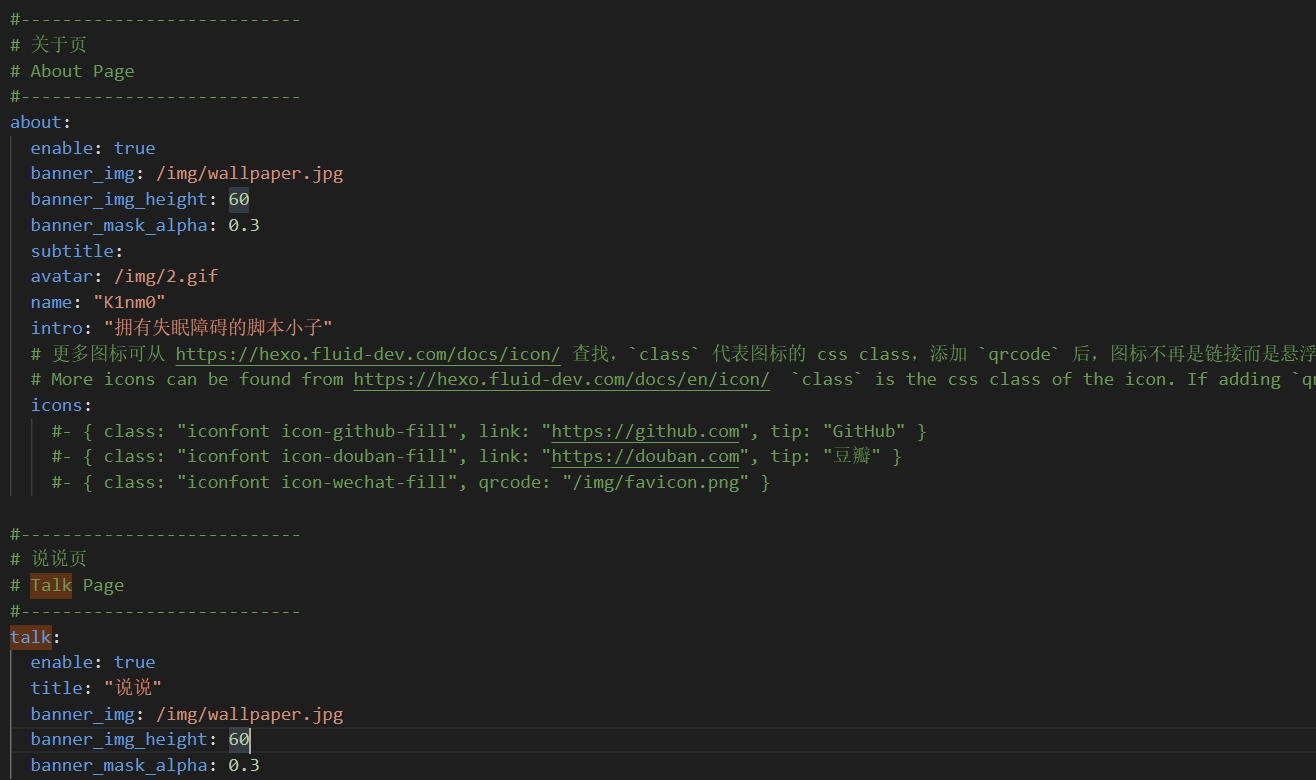 #---------------------------
# 关于页
# About Page
#---------------------------
about:
enable: true
banner_img: /img/wallpaper.jpg
banner_img_height: 60
banner_mask_alpha: 0.3
subtitle:
avatar: /img/2.gif
name: "K1nm0"
intro: "拥有失眠障碍的脚本小子"
# 更多图标可从 https://hexo.fluid-dev.com/docs/icon/ 查找，`class` 代表图标的 css class，添加 `qrcode` 后，图标不再是链接而是悬浮
# More icons can be found from https://hexo.fluid-dev.com/docs/en/icon/  `class` is the css class of the icon. If adding `q
icons:
#- { class: "iconfont icon-github-fill", link: "https://github.com", tip: "GitHub" }
#- { class: "iconfont icon-douban-fill", link: "https://douban.com", tip: "豆瓣" }
#- { class: "iconfont icon-wechat-fill", qrcode: "/img/favicon.png" }
#---------------------------
# 说说页
# Talk Page
#---------------------------
talk:
enable: true
title: "说说"
banner_img: /img/wallpaper.jpg
banner_img_height: 60
banner_mask_alpha: 0.3